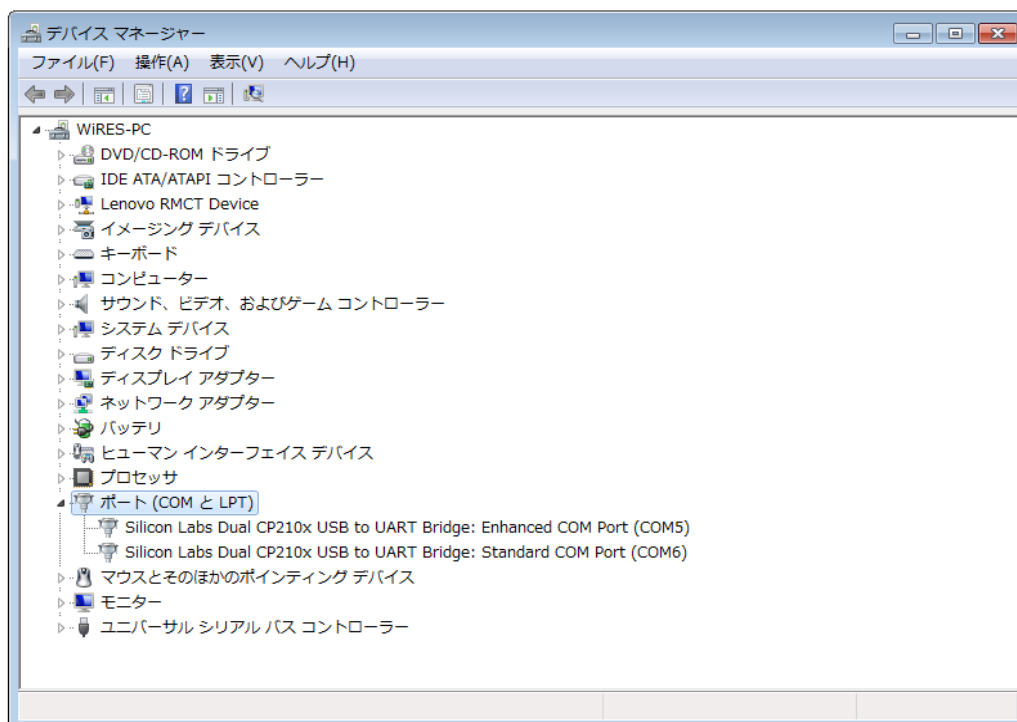 デバイス マネージャー
ファイル(F) 操作(A) 表示(V) ヘルプ(H)
WiRES-PC
DVD/CD-ROM ドライブ
IDE ATA/ATAPI コントローラー
Lenovo RMCT Device
イメージング デバイス
キーボード
コンピューター
サウンド、ビデオ、およびゲーム コントローラー
システム デバイス
ディスク ドライブ
ディスプレイ アダプター
ネットワーク アダプター
バッテリ
ヒューマン インターフェイス デバイス
プロセッサ
ポート (COM と LPT)
Silicon Labs Dual CP210x USB to UART Bridge: Enhanced COM Port (COM5)
Silicon Labs Dual CP210x USB to UART Bridge: Standard COM Port (COM6)
マウスとそのほかのポインティング デバイス
モニター
ユニバーサル シリアル バス コントローラー